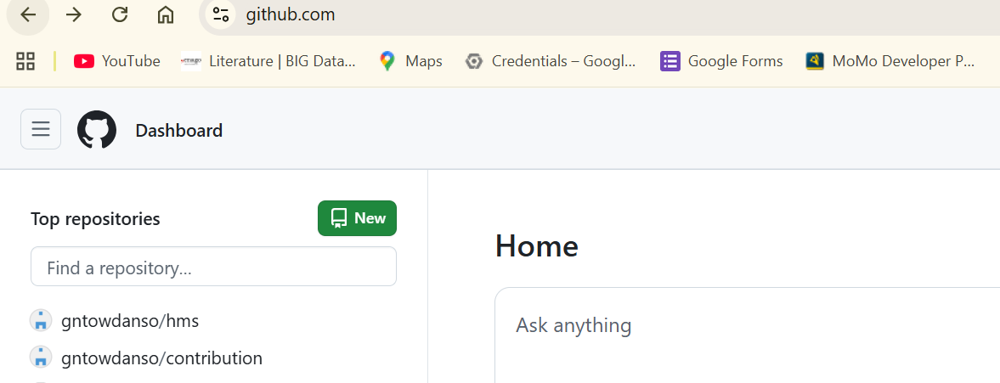 github.com
YouTube
Literature | BIG Data...
Maps
Credentials – Googl...
Google Forms
MoMo Developer P...
Dashboard
Top repositories
New
Find a repository...
gntowdanso/hms
gntowdanso/contribution
Home
Ask anything